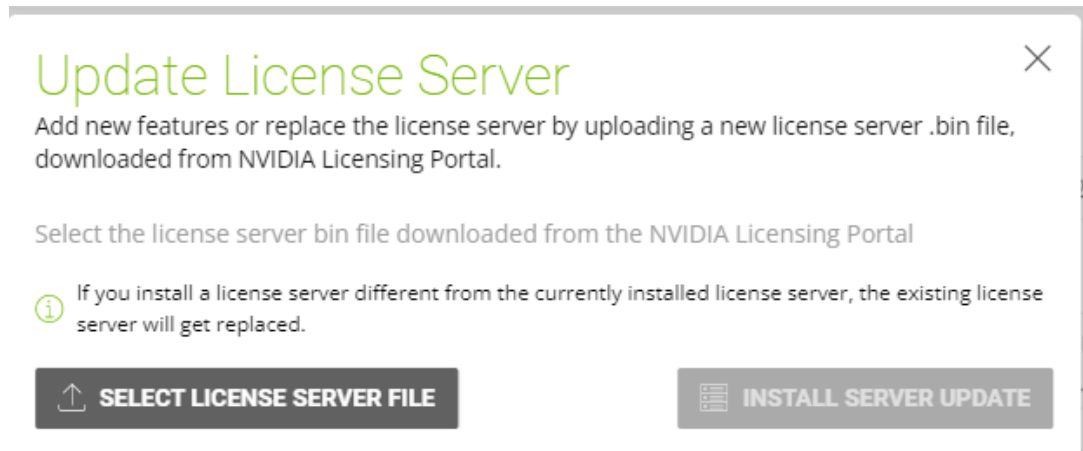 Update License Server
Add new features or replace the license server by uploading a new license server .bin file,
downloaded from NVIDIA Licensing Portal.
Select the license server bin file downloaded from the NVIDIA Licensing Portal
If you install a license server different from the currently installed license server, the existing license
server will get replaced.
SELECT LICENSE SERVER FILE
INSTALL SERVER UPDATE